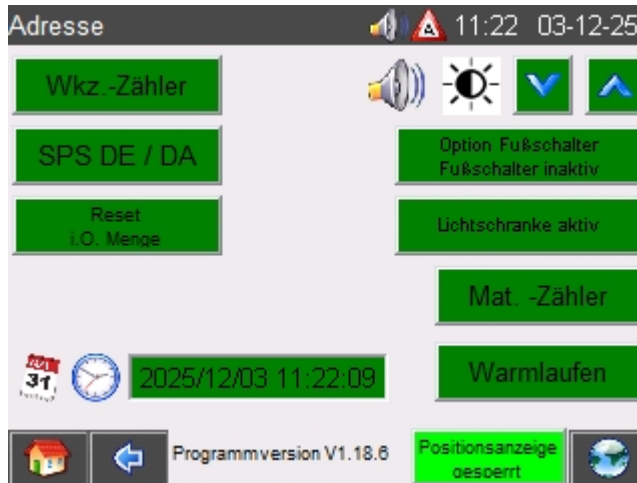 Adresse
A
11:22 03-12-25
Wkz.-Zähler
SPS DE / DA
Option Fußschalter
Fußschalter inaktiv
Reset
i.O. Menge
Lichtschranke aktiv
Mat. -Zähler
31
2025/12/03 11:22:09
Warmlaufen
Programmversion V1.18.6
Positionsanzeige
gesperrt